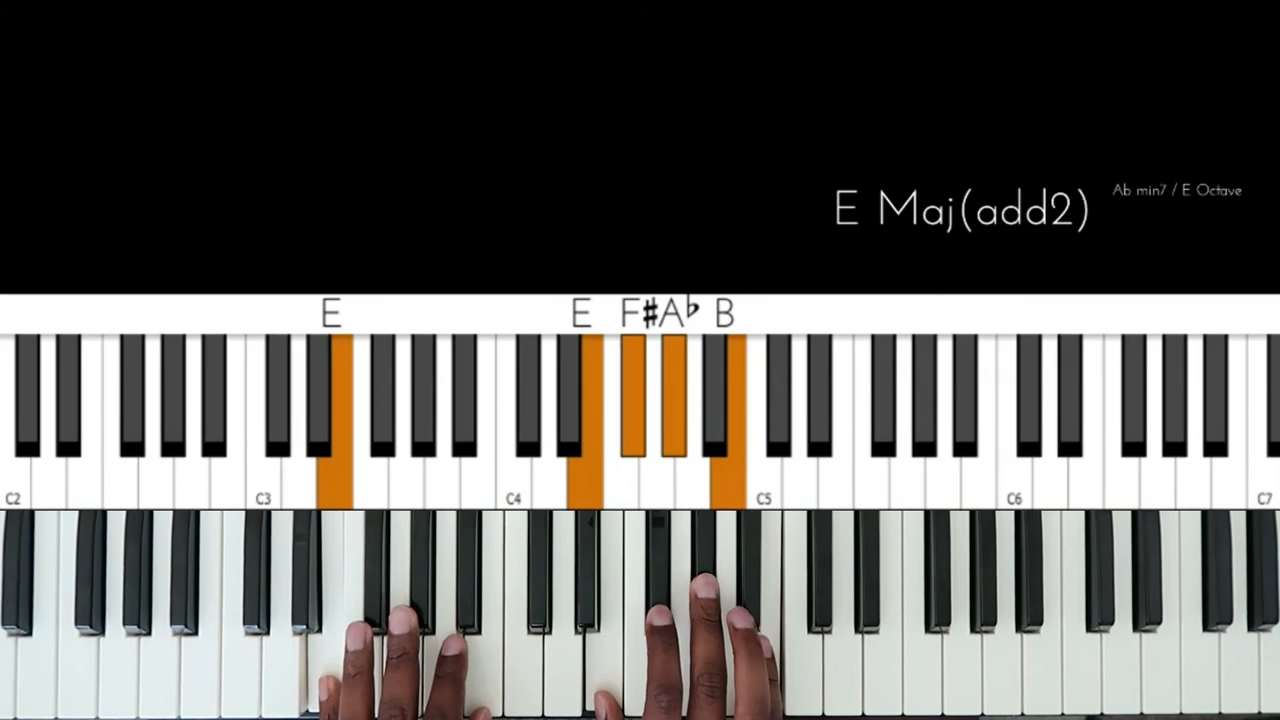 E Maj(add2)
Ab min7 / E Octave
E E F♯ A♭ B
C2 C3 C4 C5 C6 C7